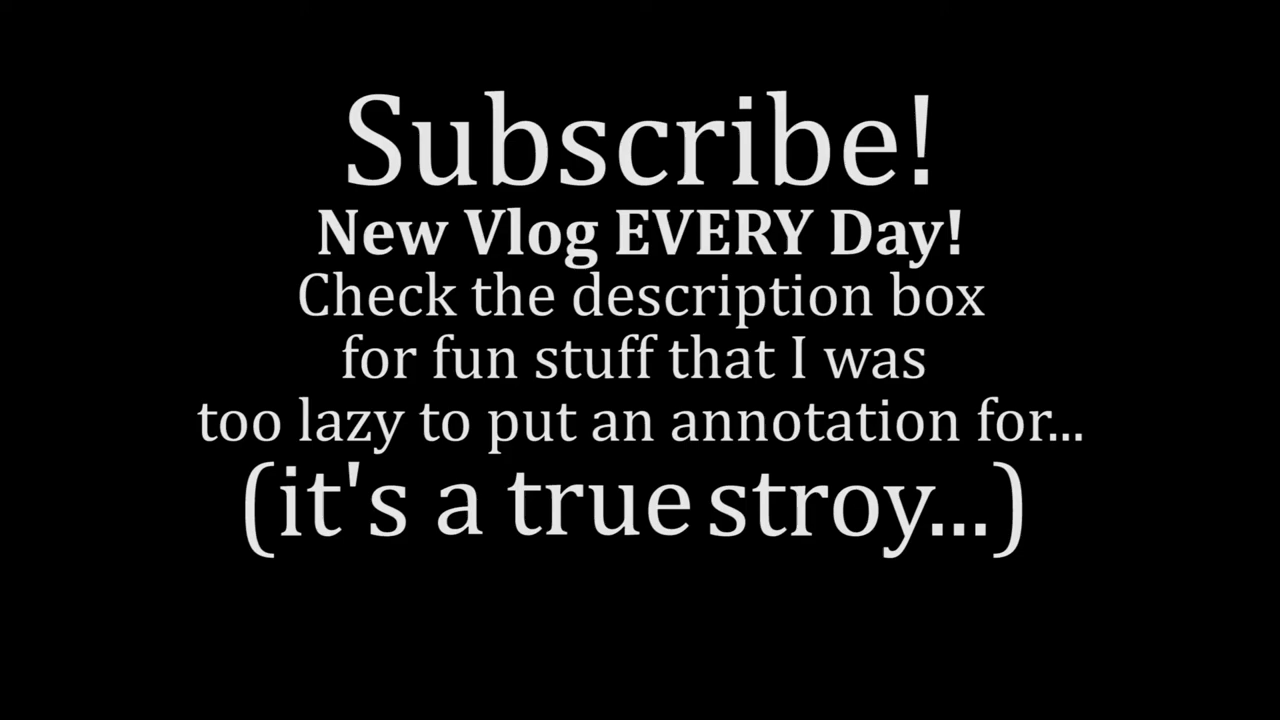 Subscribe!
New Vlog EVERY Day!
Check the description box
for fun stuff that I was
too lazy to put an annotation for...
(it's a true stroy...)